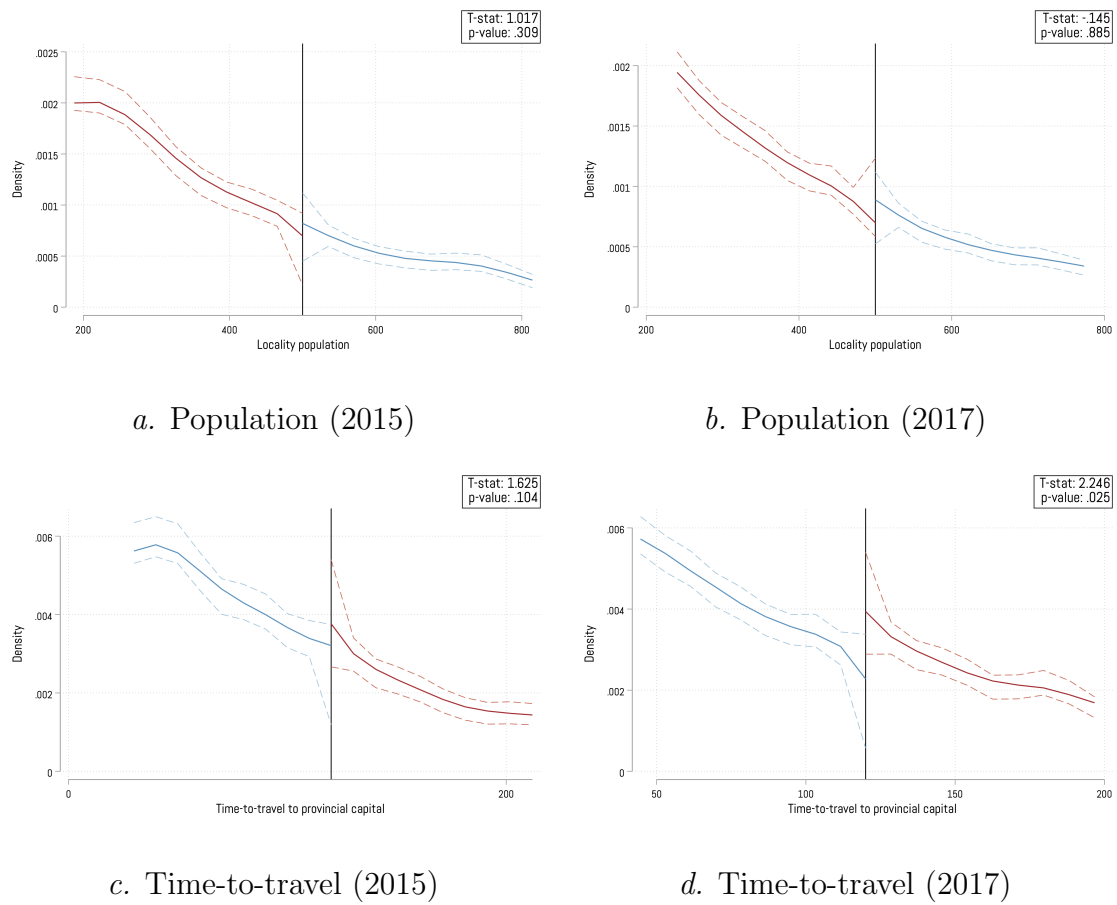 T-stat: 1.017
p-value: .309
.0025
.002
.0015
.001
.0005
0
Density
200 400 600 800
Locality population
a. Population (2015)
T-stat: -.145
p-value: .885
.002
.0015
.001
.0005
0
Density
200 400 600 800
Locality population
b. Population (2017)
T-stat: 1.625
p-value: .104
.006
.004
.002
0
Density
0 200
Time-to-travel to provincial capital
c. Time-to-travel (2015)
T-stat: 2.246
p-value: .025
.006
.004
.002
0
Density
50 100 150 200
Time-to-travel to provincial capital
d. Time-to-travel (2017)